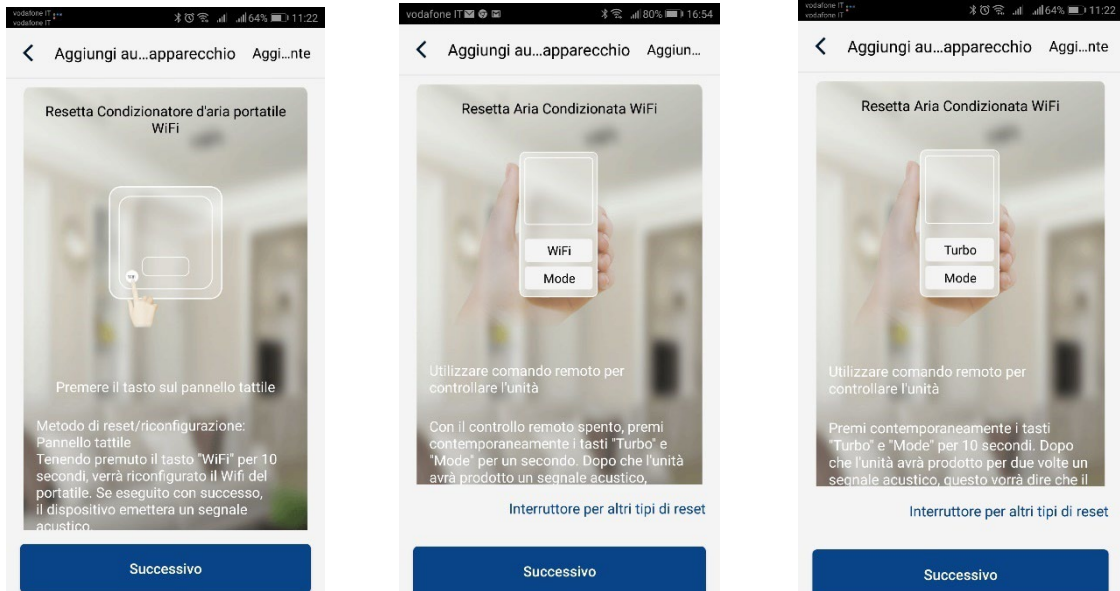 vodafone IT
vodafone IT
64% 11:22
Aggiungi au...apparecchio Aggi...nte
Resetta Condizionatore d'aria portatile
WiFi
Premere il tasto sul pannello tattile
Metodo di reset/riconfigurazione:
Pannello tattile
Tenendo premuto il tasto "WiFi" per 10
secondi, verrà riconfigurato il Wifi del
portatile. Se eseguito con successo,
il dispositivo emettera un segnale
acustico.
Successivo
vodafone IT 80% 16:54
Aggiungi au...apparecchio Aggiun...
Resetta Aria Condizionata WiFi
WiFi
Mode
Utilizzare comando remoto per
controllare l'unità
Con il controllo remoto spento, premi
contemporaneamente i tasti "Turbo" e
"Mode" per un secondo. Dopo che l'unità
avrà prodotto un segnale acustico,
Interruttore per altri tipi di reset
Successivo
vodafone IT
vodafone IT
64% 11:22
Aggiungi au...apparecchio Aggi...nte
Resetta Aria Condizionata WiFi
Turbo
Mode
Utilizzare comando remoto per
controllare l'unità
Premi contemporaneamente i tasti
"Turbo" e "Mode" per 10 secondi. Dopo
che l'unità avrà prodotto per due volte un
segnale acustico, questo vorrà dire che il
Interruttore per altri tipi di reset
Successivo